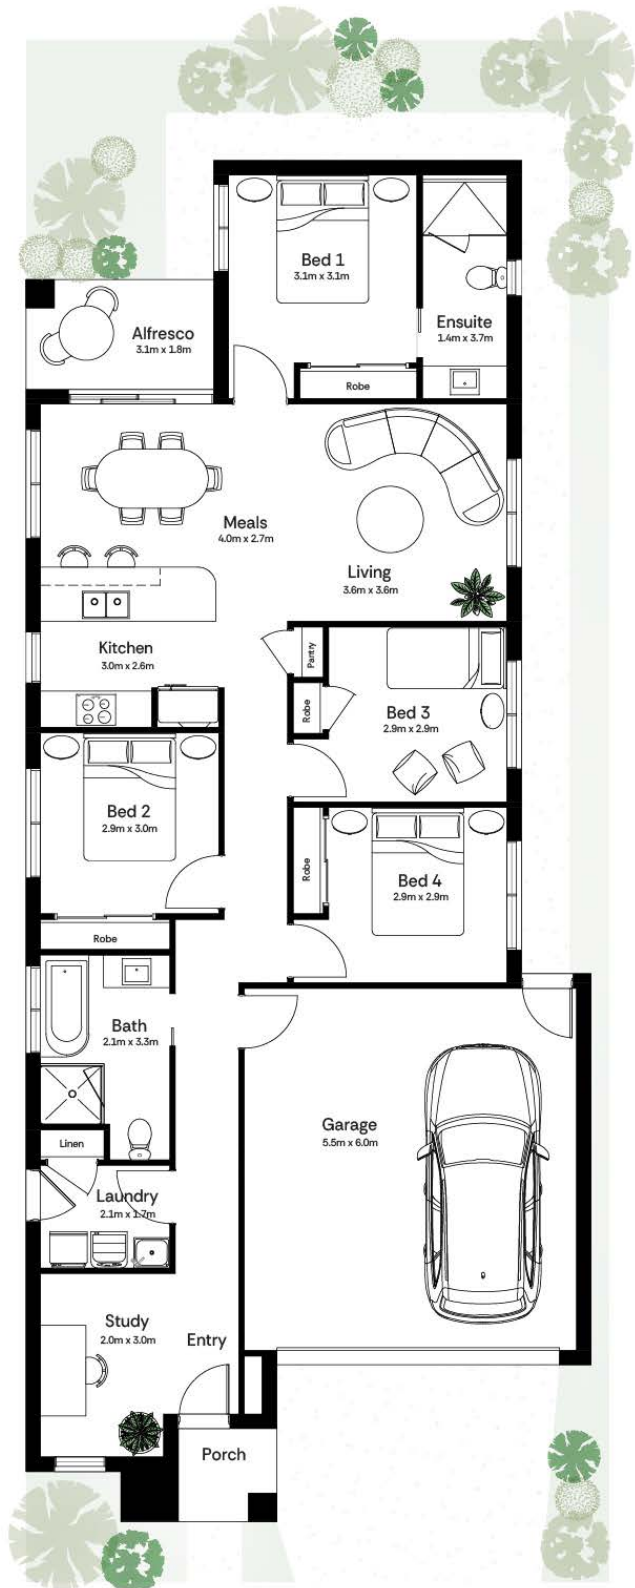 Bed 1
3.1m x 3.1m
Ensuite
1.4m x 3.7m
Alfresco
3.1m x 1.8m
Robe
Meals
4.0m x 2.7m
Living
3.6m x 3.6m
Kitchen
3.0m x 2.6m
Pantry
Robe
Bed 3
2.9m x 2.9m
Bed 2
2.9m x 3.0m
Robe
Bed 4
2.9m x 2.9m
Robe
Bath
2.1m x 3.3m
Garage
5.5m x 6.0m
Linen
Laundry
2.1m x 1.7m
Study
2.0m x 3.0m
Entry
Porch